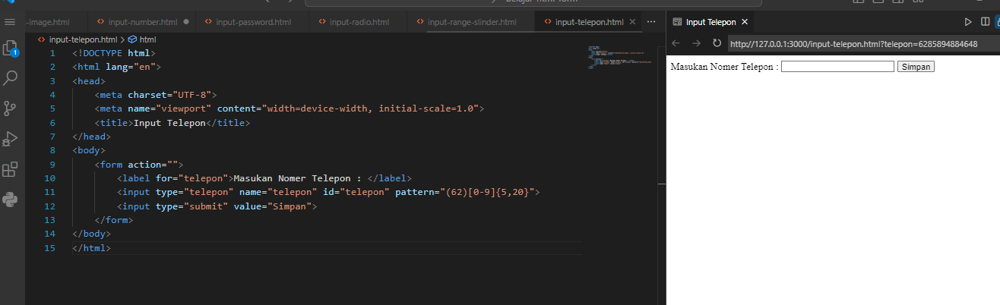 -image.html input-number.html input-password.html input-radio.html input-range-slinder.html input-telepon.html
input-telepon.html > html
1 <!DOCTYPE html>
2 <html lang="en">
3 <head>
4 <meta charset="UTF-8">
5 <meta name="viewport" content="width=device-width, initial-scale=1.0">
6 <title>Input Telepon</title>
7 </head>
8 <body>
9 <form action="">
10 <label for="telepon">Masukan Nomer Telepon : </label>
11 <input type="telepon" name="telepon" id="telepon" pattern="(62)[0-9]{5,20}">
12 <input type="submit" value="Simpan">
13 </form>
14 </body>
15 </html>
1
Input Telepon
http://127.0.0.1:3000/input-telepon.html?telepon=6285894884648
Masukan Nomer Telepon : Simpan